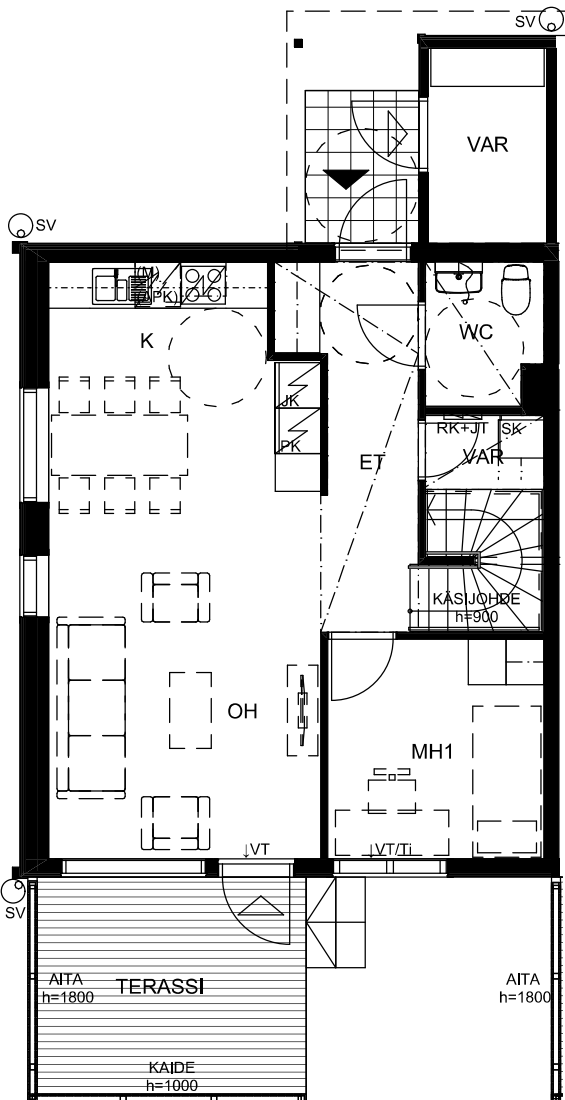 SV
VAR
SV
(M)
(APK)
K
WC
JK
RK+JT
SK
PK
ET
VAR
KÄSIJOHDE
h=900
OH
MH1
↓VT
↓VT/Ti
SV
AITA
h=1800
TERASSI
AITA
h=1800
KAIDE
h=1000